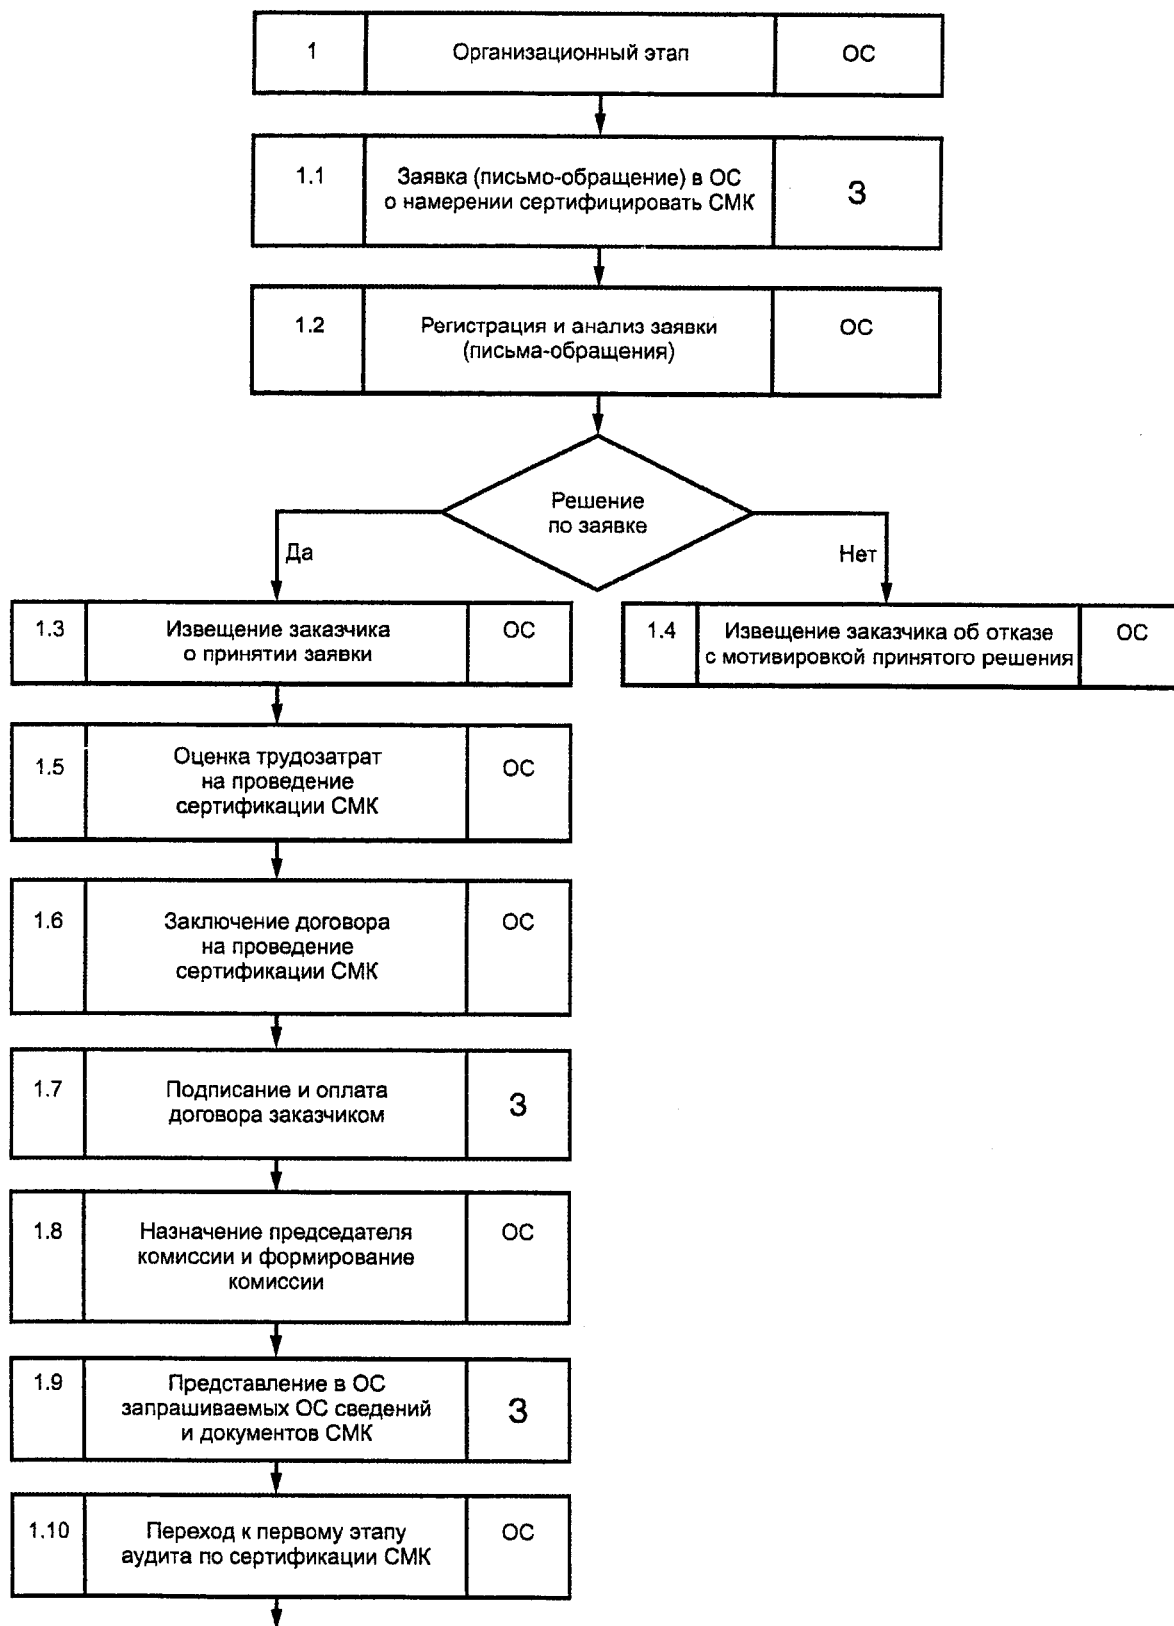 1 Организационный этап ОС
1.1 Заявка (письмо-обращение) в ОС
о намерении сертифицировать СМК З
1.2 Регистрация и анализ заявки ОС
(письма-обращения)
Решение
по заявке
Да
Нет
1.3 Извещение заказчика ОС
о принятии заявки
1.4 Извещение заказчика об отказе ОС
с мотивировкой принятого решения
1.5 Оценка трудозатрат ОС
на проведение
сертификации СМК
1.6 Заключение договора ОС
на проведение
сертификации СМК
1.7 Подписание и оплата З
договора заказчиком
1.8 Назначение председателя ОС
комиссии и формирование
комиссии
1.9 Представление в ОС
запрашиваемых ОС сведений З
и документов СМК
1.10 Переход к первому этапу ОС
аудита по сертификации СМК